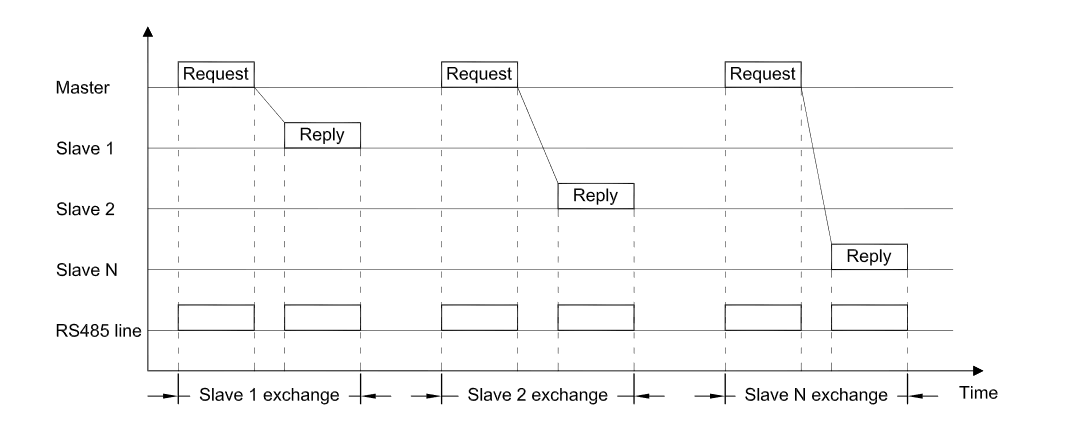 Request Request Request
Master
Reply
Slave 1
Reply
Slave 2
Reply
Slave N
RS485 line
Slave 1 exchange Slave 2 exchange Slave N exchange Time